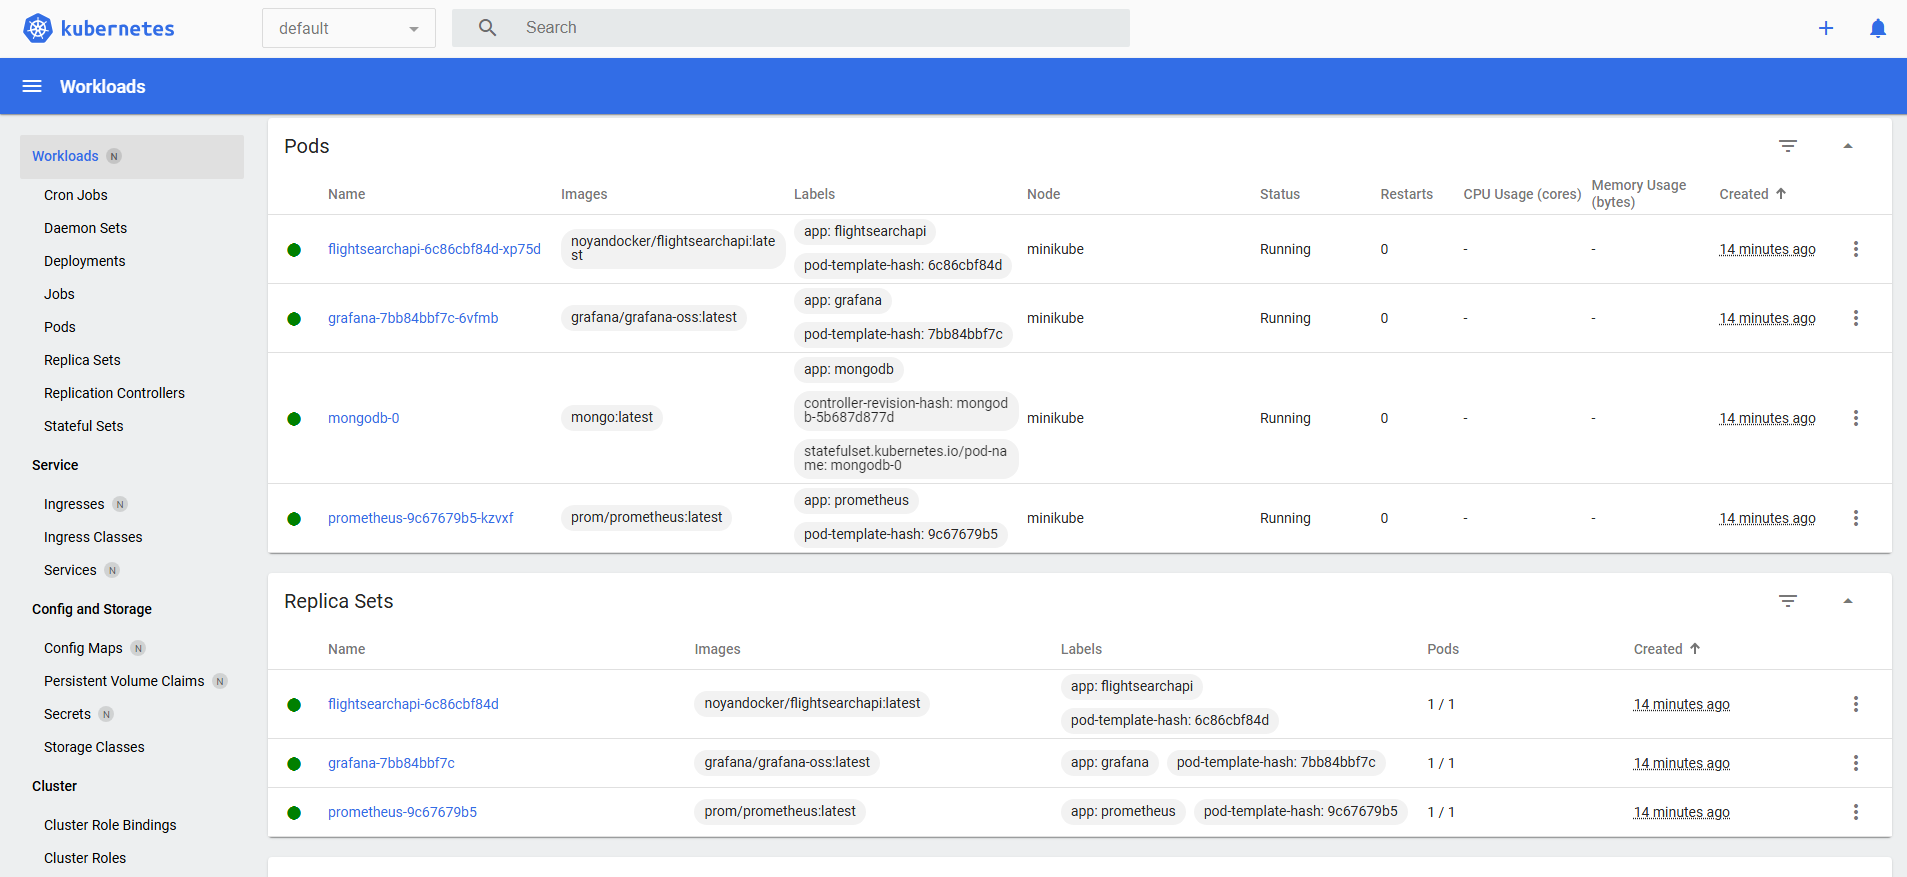 kubernetes
default
Search
Workloads
Workloads N
Cron Jobs
Daemon Sets
Deployments
Jobs
Pods
Replica Sets
Replication Controllers
Stateful Sets
Service
Ingresses N
Ingress Classes
Services N
Config and Storage
Config Maps N
Persistent Volume Claims N
Secrets N
Storage Classes
Cluster
Cluster Role Bindings
Cluster Roles
Pods
Name Images Labels Node Status Restarts CPU Usage (cores) Memory Usage (bytes) Created
flightsearchapi-6c86cbf84d-xp75d
noyandocker/flightsearchapi:late
st
app: flightsearchapi
pod-template-hash: 6c86cbf84d
minikube Running 0 - - 14 minutes ago
grafana-7bb84bbf7c-6vfmb
grafana/grafana-oss:latest
app: grafana
pod-template-hash: 7bb84bbf7c
minikube Running 0 - - 14 minutes ago
mongodb-0
mongo:latest
app: mongodb
controller-revision-hash: mongod
b-5b687d877d
statefulset.kubernetes.io/pod-na
me: mongodb-0
minikube Running 0 - - 14 minutes ago
prometheus-9c67679b5-kzvxf
prom/prometheus:latest
app: prometheus
pod-template-hash: 9c67679b5
minikube Running 0 - - 14 minutes ago
Replica Sets
Name Images Labels Pods Created
flightsearchapi-6c86cbf84d
noyandocker/flightsearchapi:latest
app: flightsearchapi
pod-template-hash: 6c86cbf84d
1 / 1 14 minutes ago
grafana-7bb84bbf7c grafana/grafana-oss:latest app: grafana pod-template-hash: 7bb84bbf7c 1 / 1 14 minutes ago
prometheus-9c67679b5 prom/prometheus:latest app: prometheus pod-template-hash: 9c67679b5 1 / 1 14 minutes ago